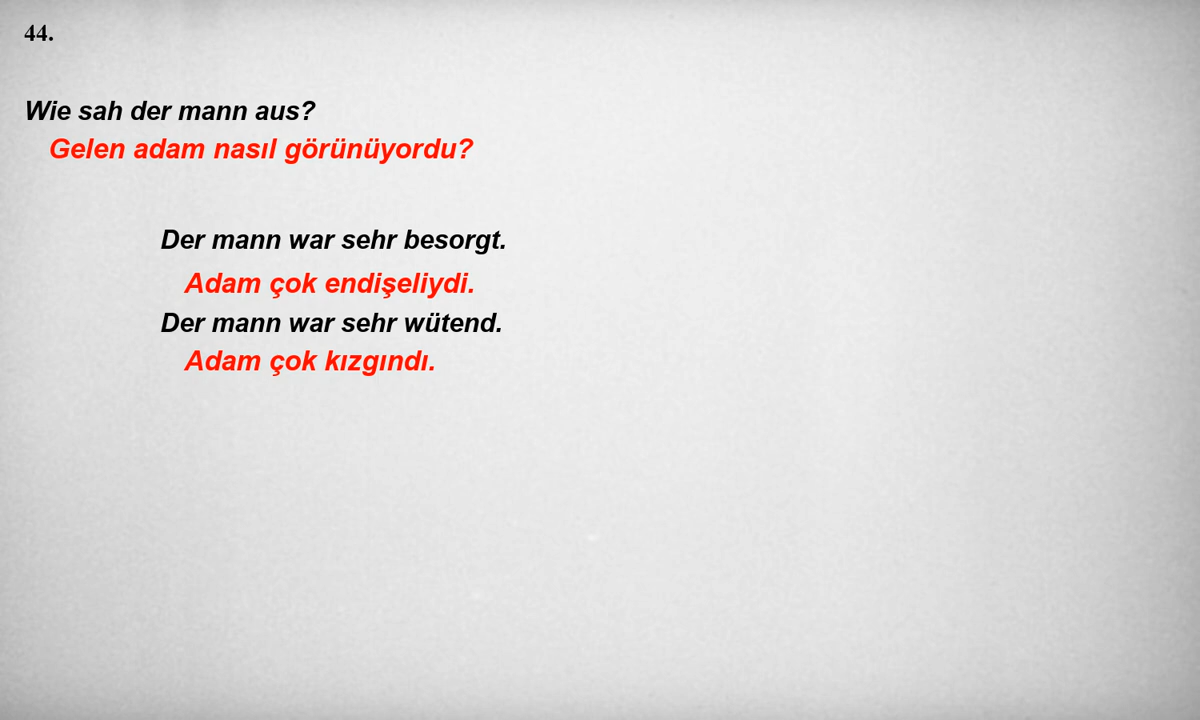 44.
Wie sah der mann aus?
Gelen adam nasıl görünüyordu?
Der mann war sehr besorgt.
Adam çok endişeliydi.
Der mann war sehr wütend.
Adam çok kızgındı.